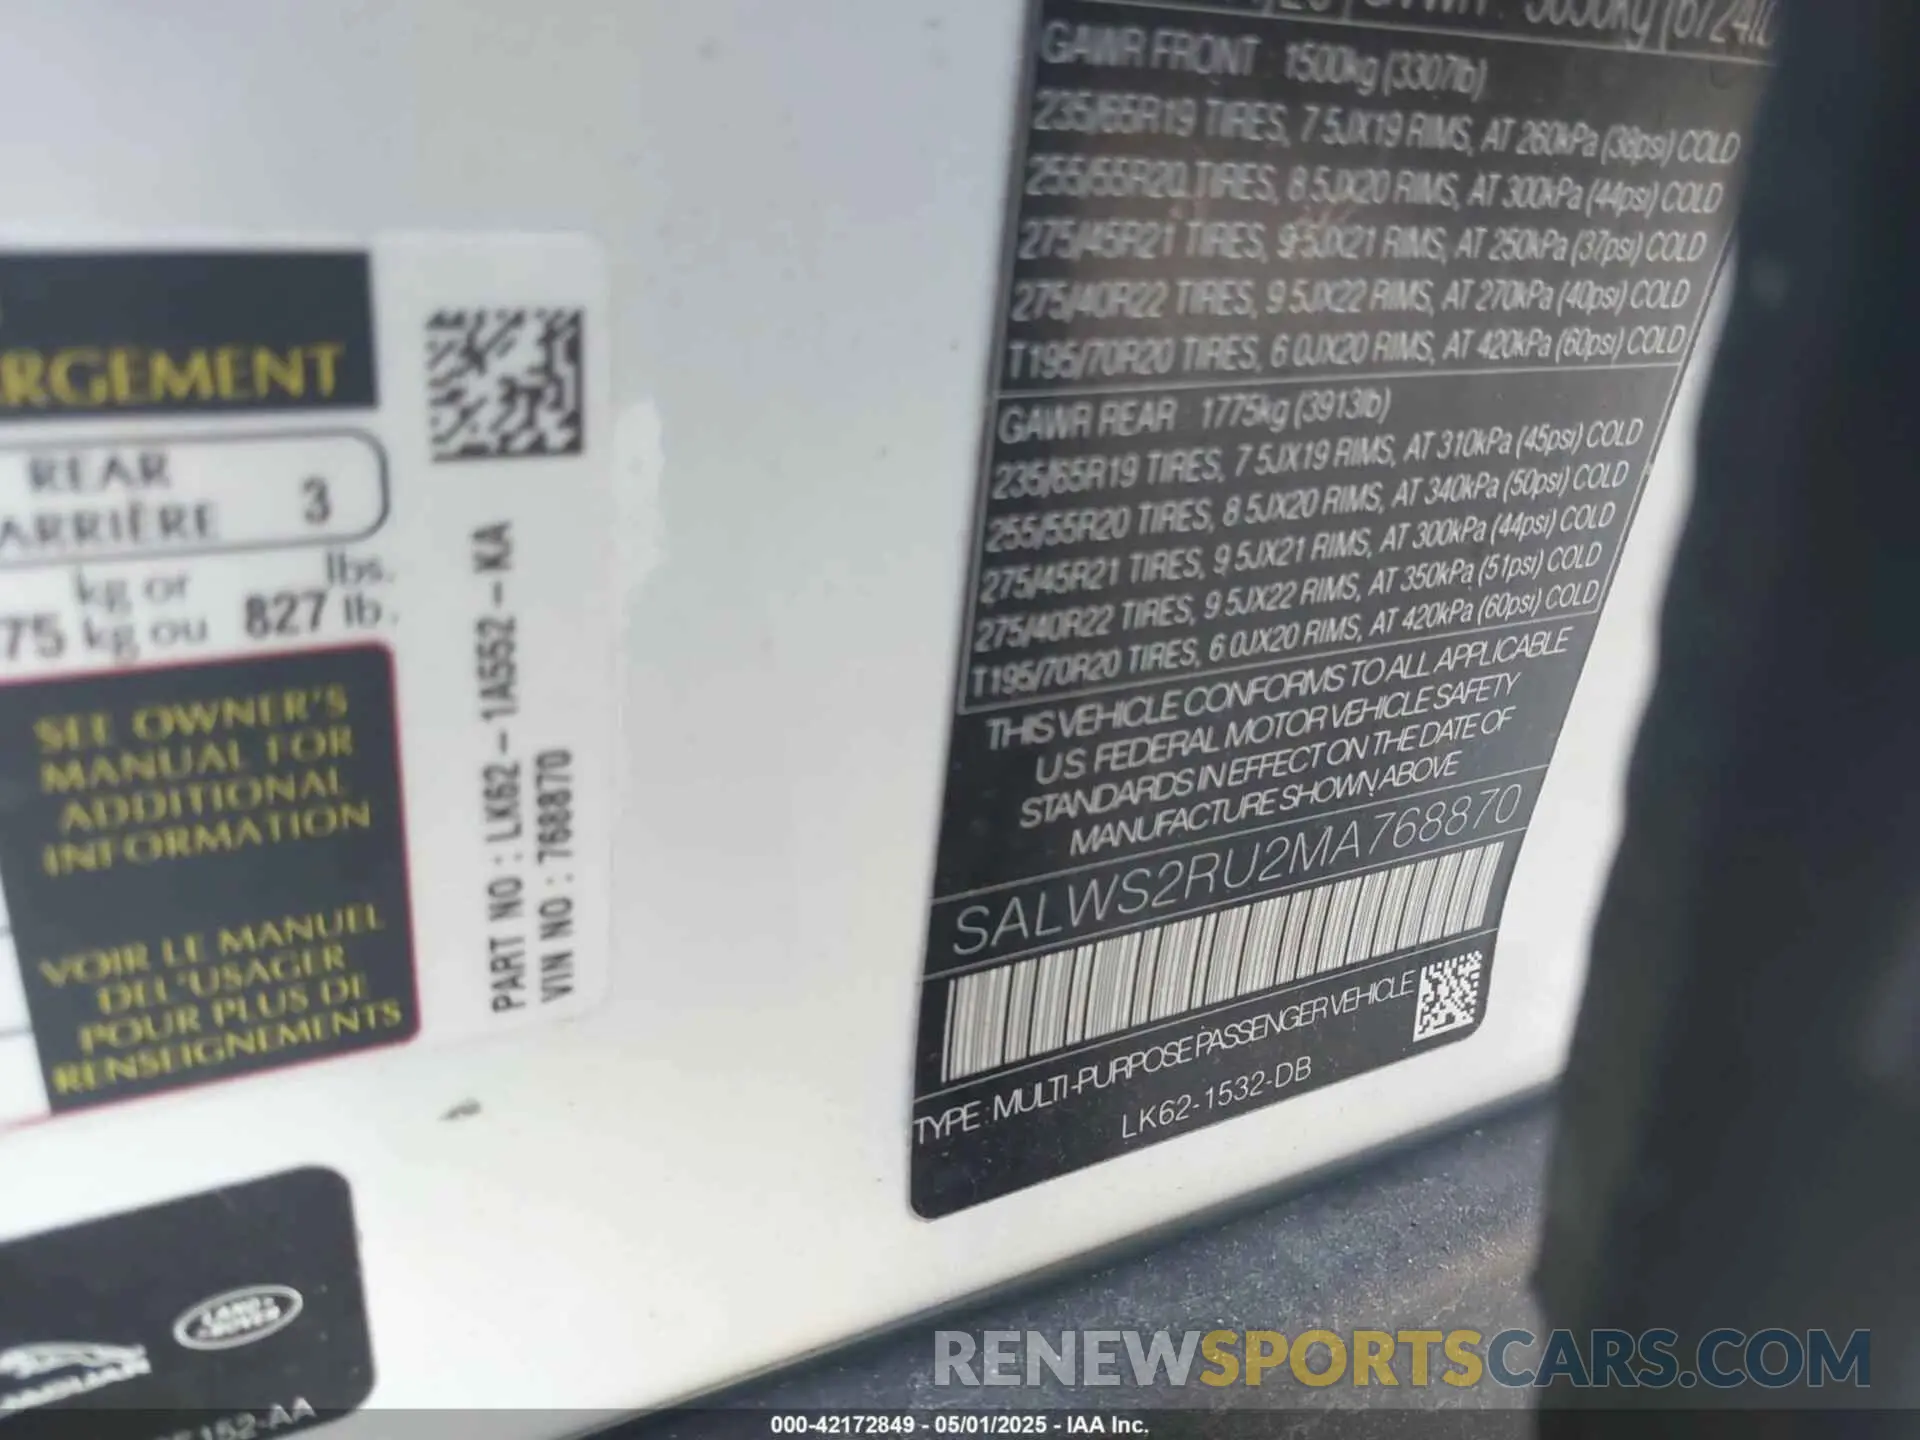 RGEMENT
REAR
ARRIÈRE 3
kg or lbs.
75 kg ou 827 lb.
SEE OWNER'S
MANUAL FOR
ADDITIONAL
INFORMATION
VOIR LE MANUEL
DEL'USAGER
POUR PLUS DE
RENSEIGNEMENTS
PART NO : LK62-1A552-KA
VIN NO : 768870
LAND
ROVER
152-AA
GAWR FRONT : 1500kg (3307lb)
235/65R19 TIRES, 7.5JX19 RIMS, AT 260kPa (38psi) COLD
255/55R20 TIRES, 8.5JX20 RIMS, AT 300kPa (44psi) COLD
275/45R21 TIRES, 9.5JX21 RIMS, AT 250kPa (37psi) COLD
275/40R22 TIRES, 9.5JX22 RIMS, AT 270kPa (40psi) COLD
T195/70R20 TIRES, 6.0JX20 RIMS, AT 420kPa (60psi) COLD
GAWR REAR : 1775kg (3913lb)
235/65R19 TIRES, 7.5JX19 RIMS, AT 310kPa (45psi) COLD
255/55R20 TIRES, 8.5JX20 RIMS, AT 340kPa (50psi) COLD
275/45R21 TIRES, 9.5JX21 RIMS, AT 300kPa (44psi) COLD
275/40R22 TIRES, 9.5JX22 RIMS, AT 350kPa (51psi) COLD
T195/70R20 TIRES, 6.0JX20 RIMS, AT 420kPa (60psi) COLD
THIS VEHICLE CONFORMS TO ALL APPLICABLE
U.S. FEDERAL MOTOR VEHICLE SAFETY
STANDARDS IN EFFECT ON THE DATE OF
MANUFACTURE SHOWN ABOVE
SALWS2RU2MA768870
TYPE : MULTI-PURPOSE PASSENGER VEHICLE
LK62-1532-DB
RENEWSPORTSCARS.COM
000-42172849 - 05/01/2025 - IAA Inc.